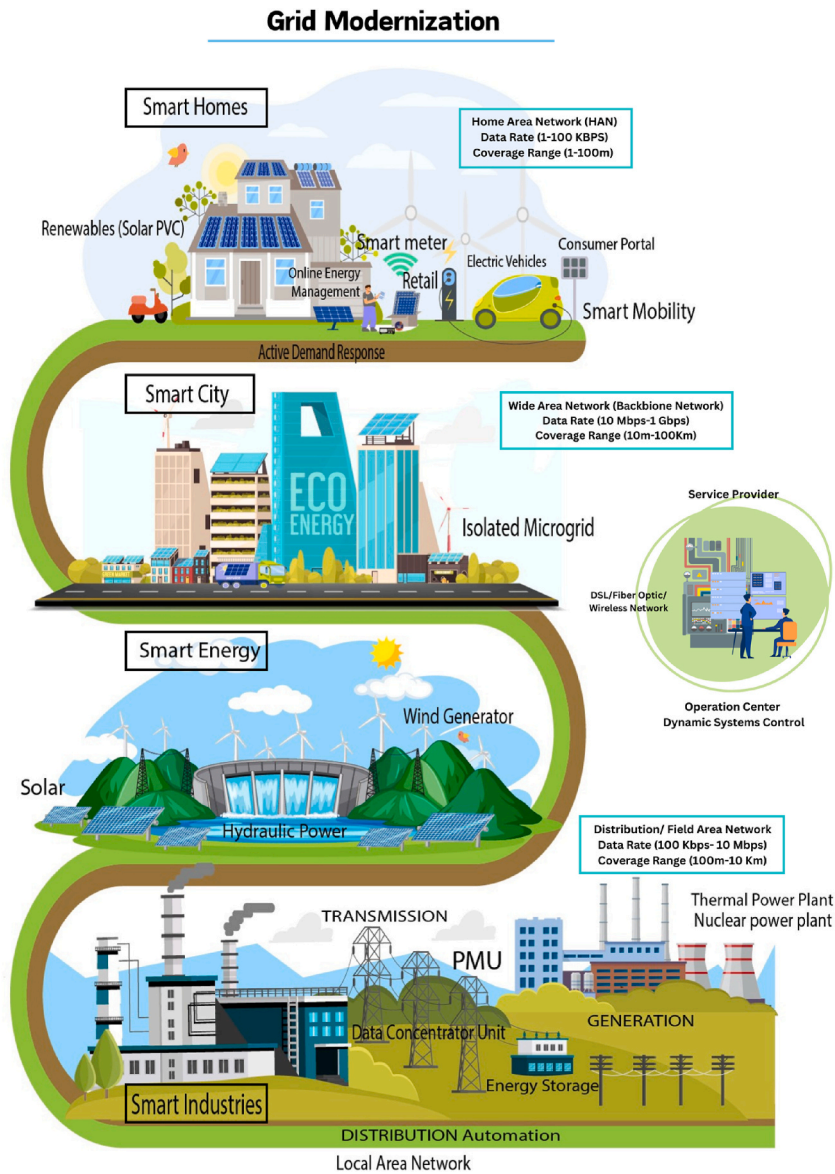 Grid Modernization
Smart Homes
Home Area Network (HAN)
Data Rate (1-100 KBPS)
Coverage Range (1-100m)
Renewables (Solar PVC)
Smart meter
Consumer Portal
Electric Vehicles
Online Energy
Management
Retail
Smart Mobility
Active Demand Response
Smart City
Wide Area Network (Backbione Network)
Data Rate (10 Mbps-1 Gbps)
Coverage Range (10m-100Km)
ECO
ENERGY
Isolated Microgrid
Service Provider
DSL/Fiber Optic/
Wireless Network
Operation Center
Dynamic Systems Control
Smart Energy
Wind Generator
Solar
Hydraulic Power
Distribution/ Field Area Network
Data Rate (100 Kbps- 10 Mbps)
Coverage Range (100m-10 Km)
Thermal Power Plant
Nuclear power plant
TRANSMISSION
PMU
GENERATION
Data Concentrator Unit
Energy Storage
Smart Industries
DISTRIBUTION Automation
Local Area Network